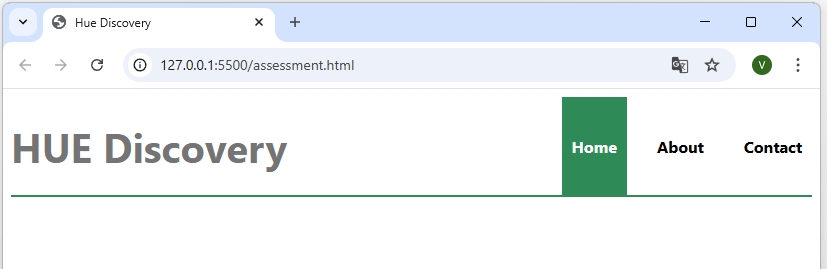 Hue Discovery
127.0.0.1:5500/assessment.html
V
HUE Discovery
Home
About
Contact